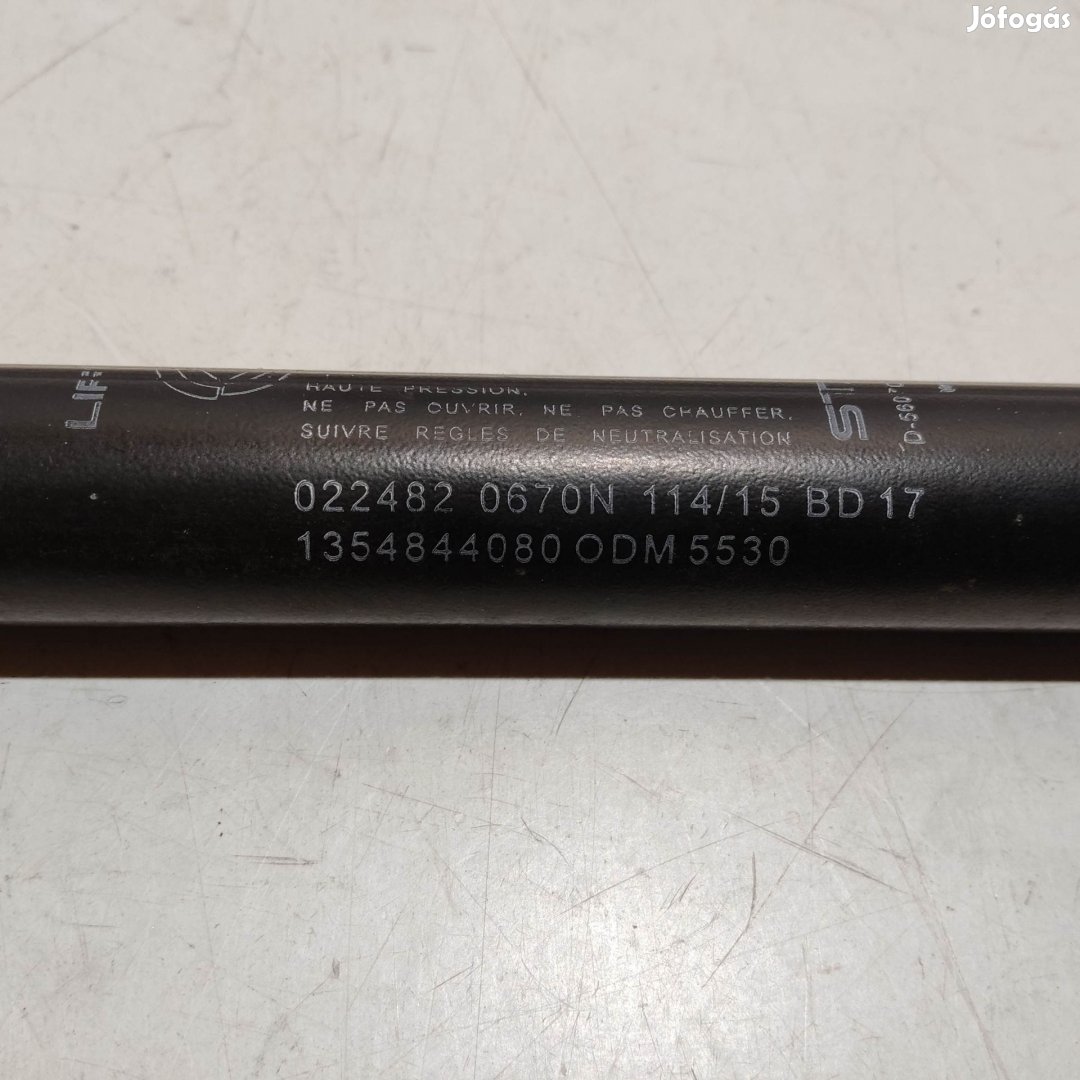 Jófogás
HAUTE PRESSION,
NE PAS OUVRIR, NE PAS CHAUFFER,
SUIVRE REGLES DE NEUTRALISATION
022482 0670N 114/15 BD 17
1354844080 ODM 5530